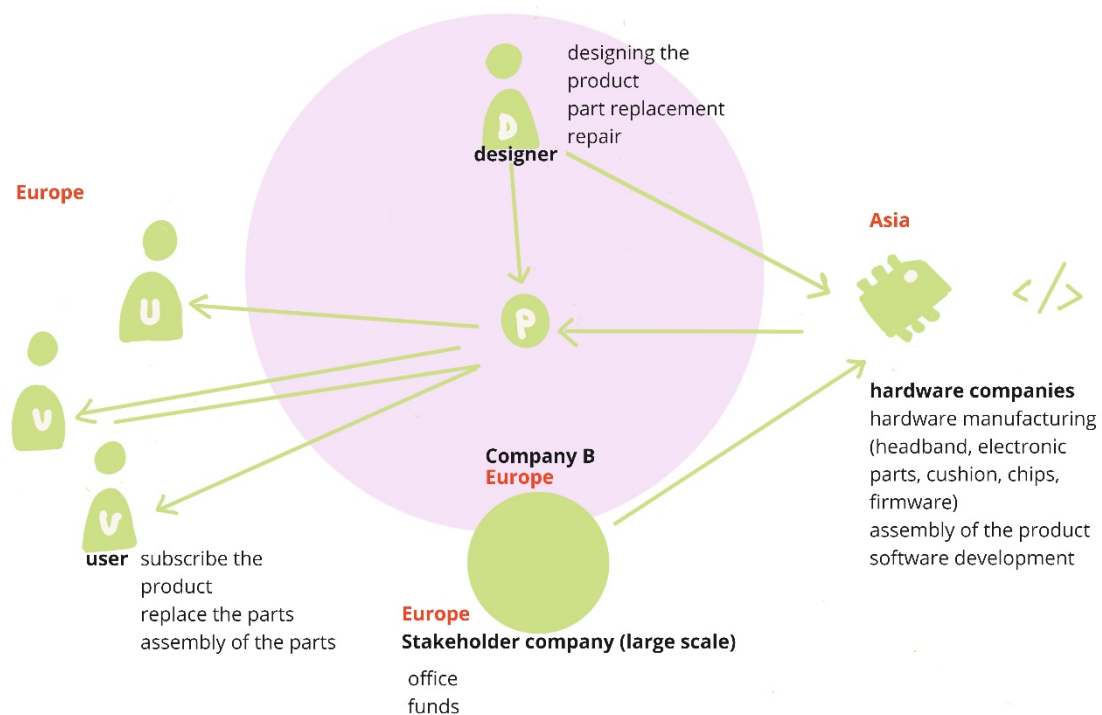 designing the
product
part replacement
repair
D
designer
Europe
Asia
U
</>
P
U
hardware companies
hardware manufacturing
(headband, electronic
parts, cushion, chips,
firmware)
assembly of the product
software development
Company B
Europe
U
user
subscribe the
product
replace the parts
assembly of the parts
Europe
Stakeholder company (large scale)
office
funds